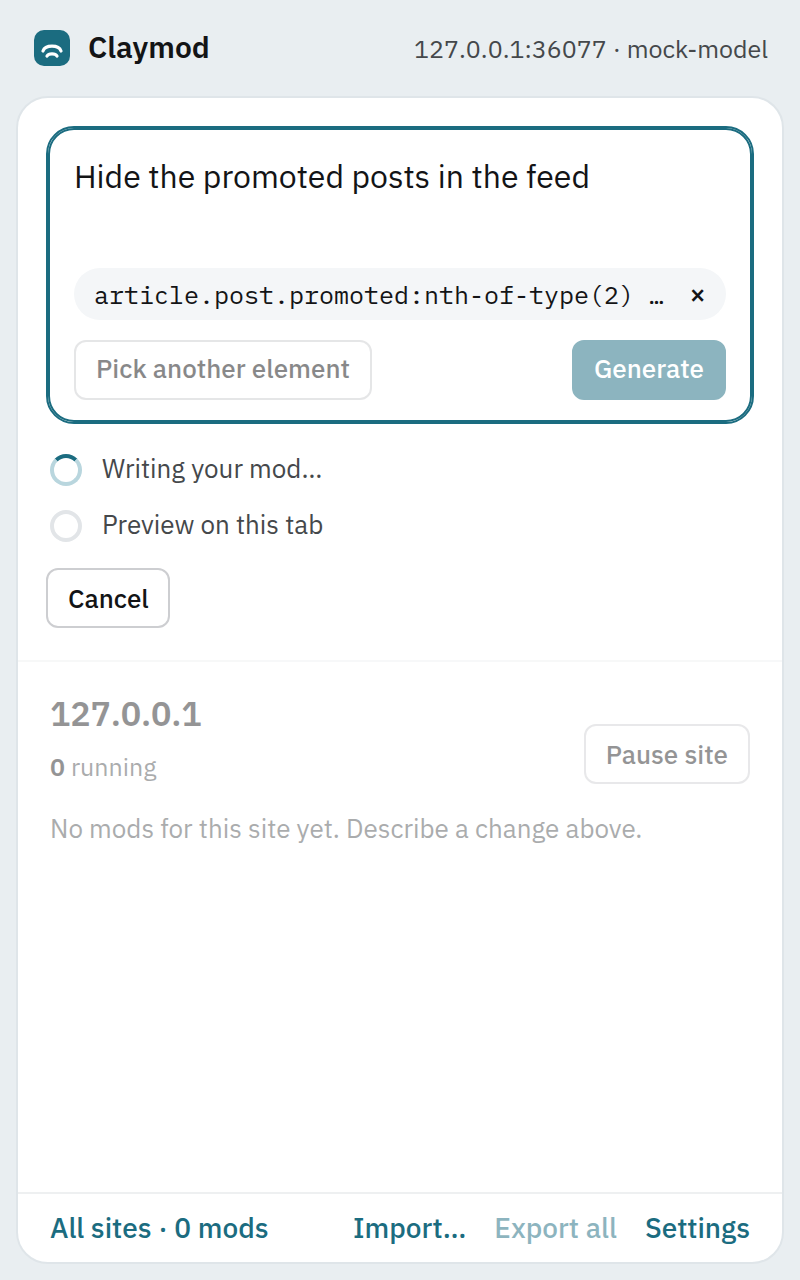 Claymod
127.0.0.1:36077 · mock-model
Hide the promoted posts in the feed
article.post.promoted:nth-of-type(2) … ×
Pick another element
Generate
Writing your mod…
Preview on this tab
Cancel
127.0.0.1
0 running
Pause site
No mods for this site yet. Describe a change above.
All sites · 0 mods
Import…
Export all
Settings